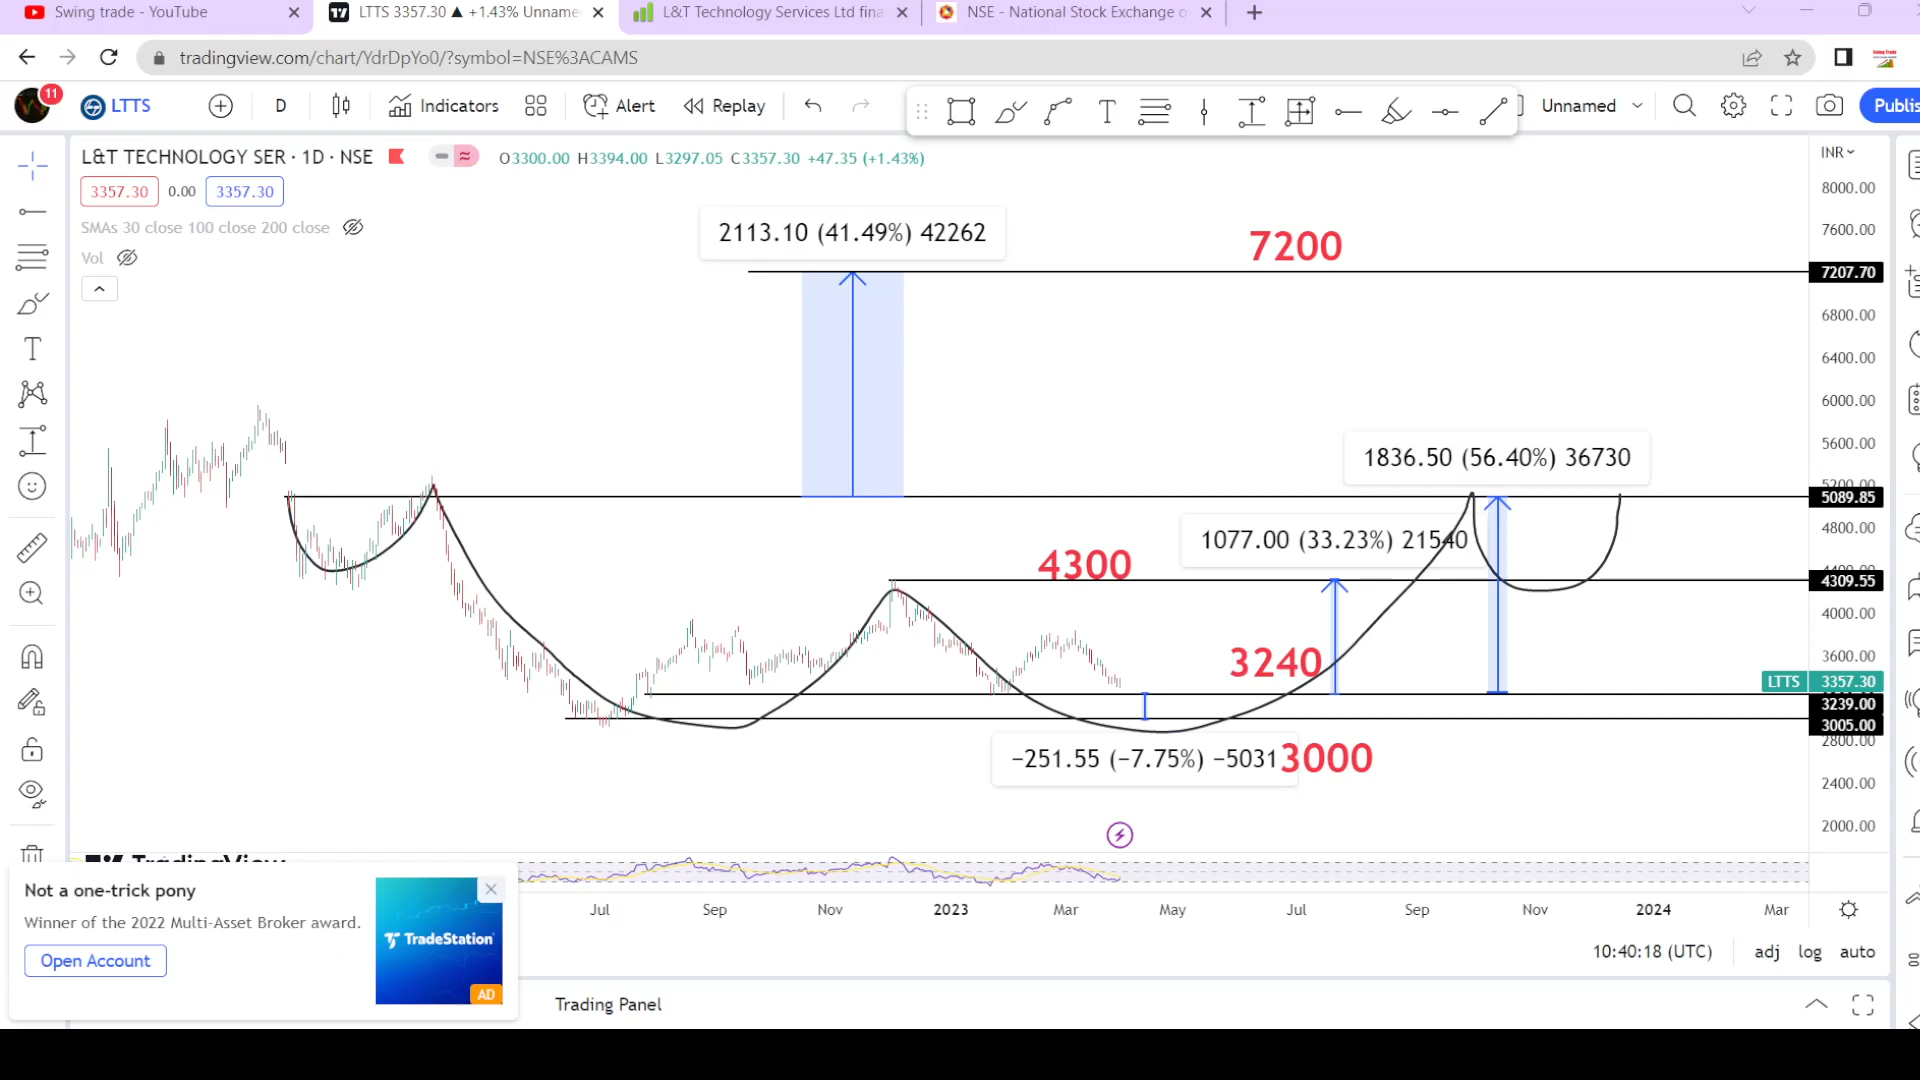 Swing trade - YouTube
LTTS 3357.30 ▲ +1.43% Unname
L&T Technology Services Ltd fina
NSE - National Stock Exchange o
tradingview.com/chart/YdrDpYo0/?symbol=NSE%3ACAMS
11
LTTS
D
Indicators
Alert
Replay
Unnamed
Publis
L&T TECHNOLOGY SER · 1D · NSE
O3300.00 H3394.00 L3297.05 C3357.30 +47.35 (+1.43%)
INR
3357.30 0.00 3357.30
SMAs 30 close 100 close 200 close
Vol
2113.10 (41.49%) 42262
7200
1836.50 (56.40%) 36730
1077.00 (33.23%) 21540
4300
3240
−251.55 (−7.75%) −5031
3000
8000.00
7600.00
7207.70
6800.00
6400.00
6000.00
5600.00
5200.00
5089.85
4800.00
4309.55
4000.00
3600.00
LTTS 3357.30
3239.00
3005.00
2800.00
2400.00
2000.00
TradingView
Jul Sep Nov 2023 Mar May Jul Sep Nov 2024 Mar
10:40:18 (UTC) adj log auto
Not a one-trick pony
Winner of the 2022 Multi-Asset Broker award.
Open Account
TradeStation
AD
Trading Panel